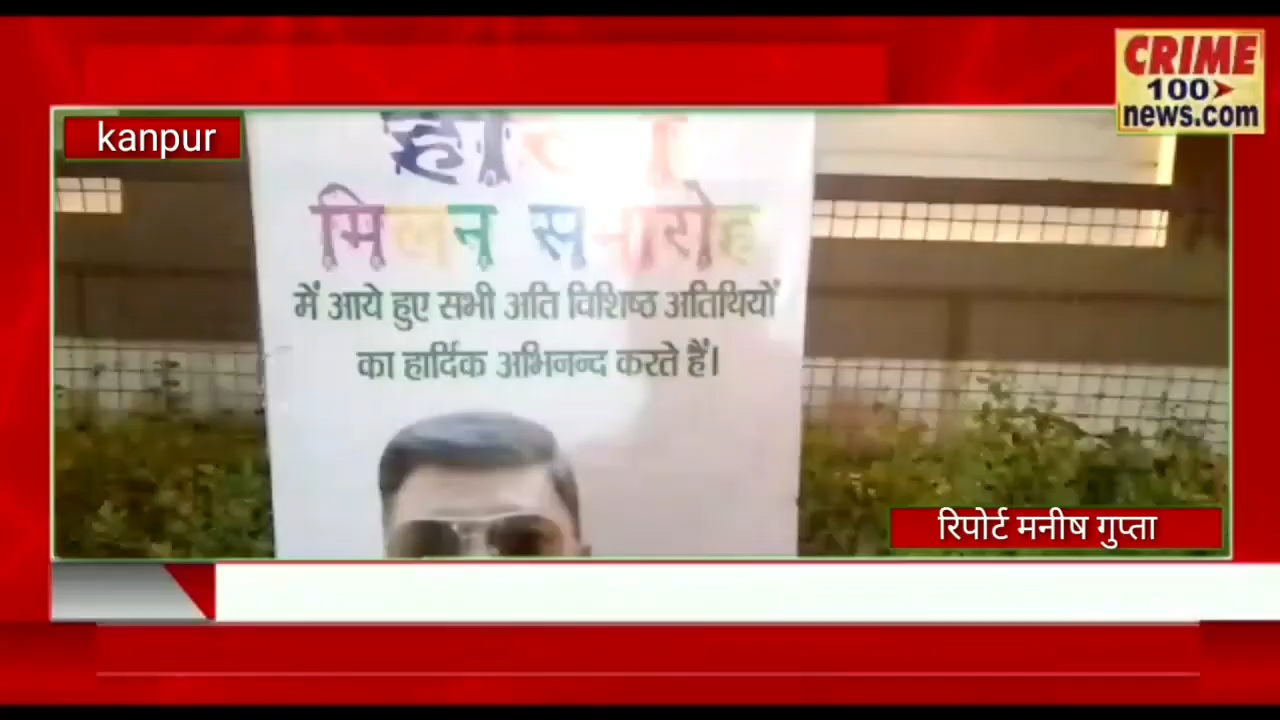 CRIME
100
news.com
kanpur
होली
मिलन समारोह
में आये हुए सभी अति विशिष्ठ अतिथियों
का हार्दिक अभिनन्द करते हैं।
रिपोर्ट मनीष गुप्ता